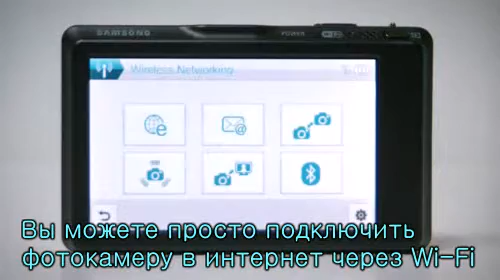 SAMSUNG
POWER
Wireless Networking
Вы можете просто подключить
фотокамеру в интернет через Wi-Fi